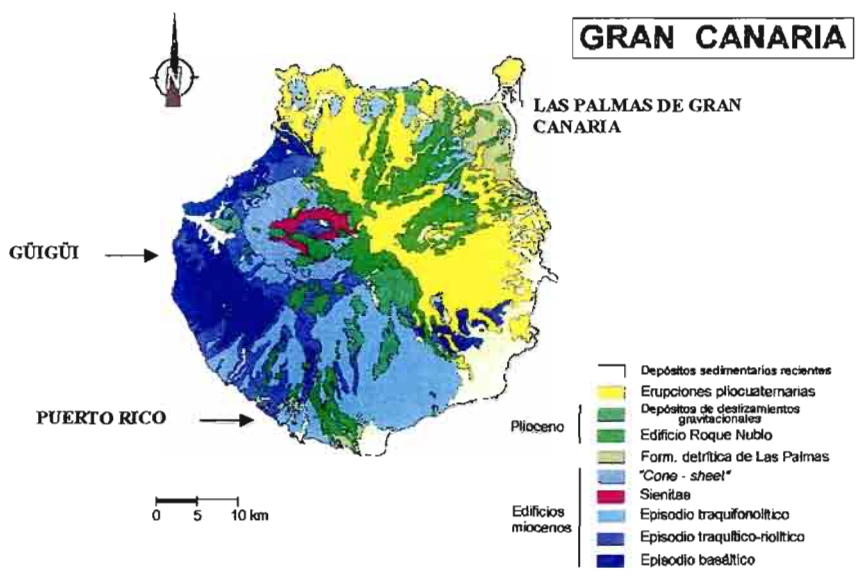 GRAN CANARIA
N
LAS PALMAS DE GRAN
CANARIA
GÜIGÜI
PUERTO RICO
0 5 10 km
Depósitos sedimentarios recientes
Erupciones pliocuaternarias
Plioceno
Depósitos de deslizamientos
gravitacionales
Edificio Roque Nublo
Form. detrítica de Las Palmas
Edificios
miocenos
"Cone - sheet"
Sienitas
Episodio traquifonolítico
Episodio traquítico-riolítico
Episodio basáltico